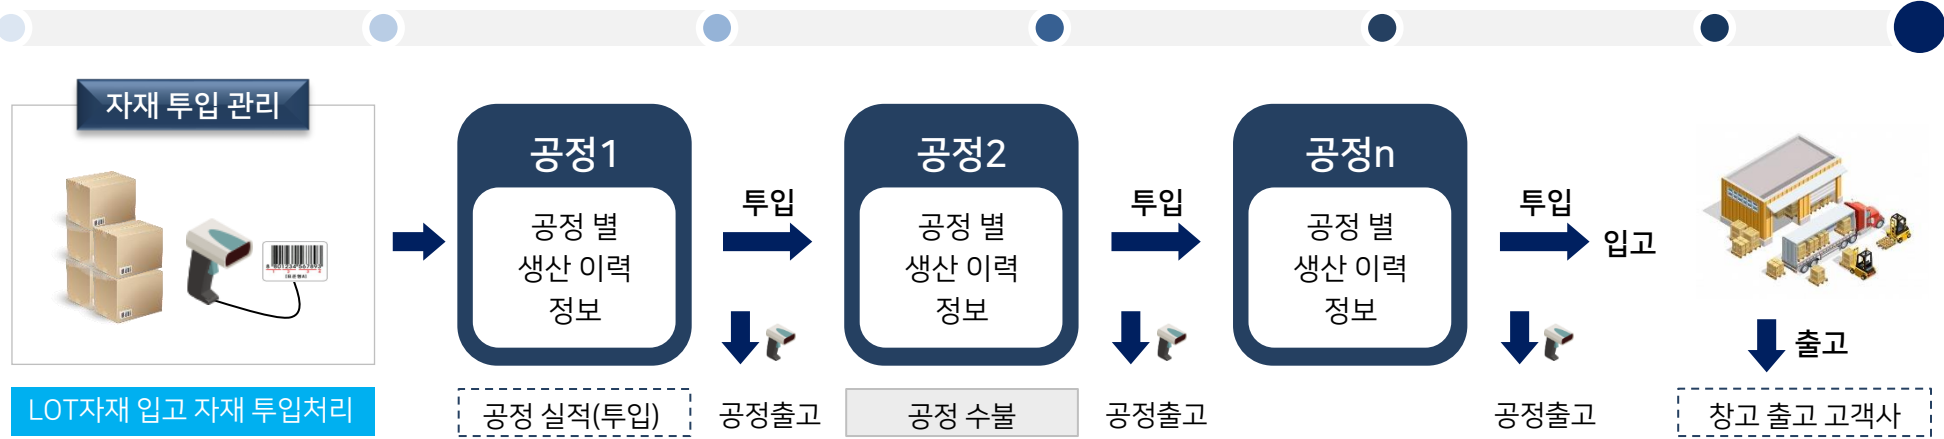 자재 투입 관리
LOT자재 입고 자재 투입처리
공정1
공정 별
생산 이력
정보
공정 실적(투입)
투입
공정출고
공정2
공정 별
생산 이력
정보
공정 수불
투입
공정출고
공정n
공정 별
생산 이력
정보
투입
공정출고
입고
출고
창고 출고 고객사